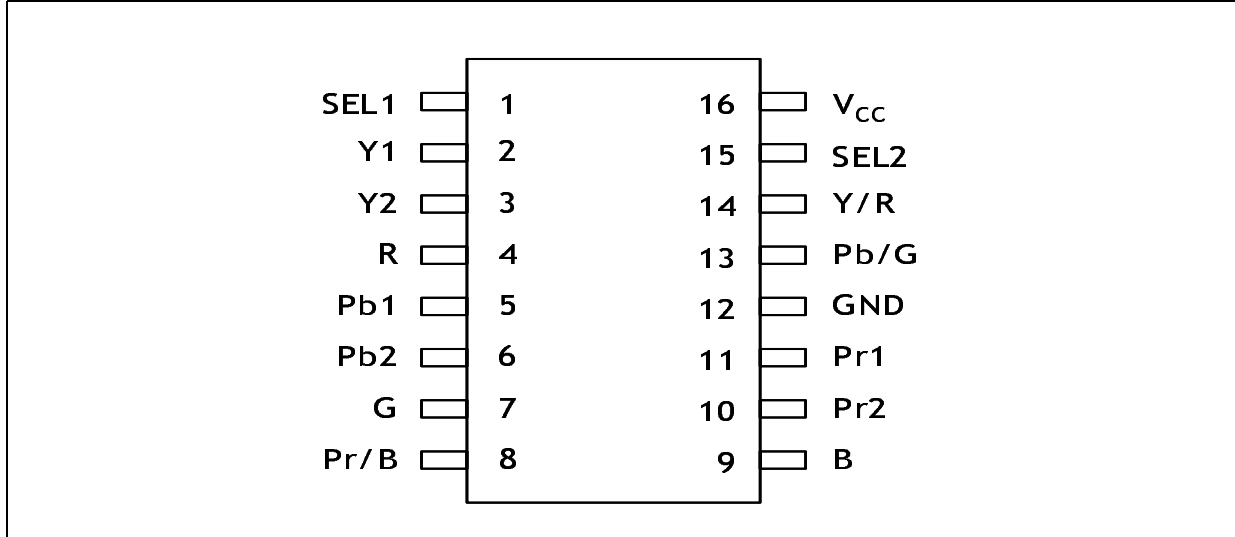 SEL1 1 16 VCC
Y1 2 15 SEL2
Y2 3 14 Y/R
R 4 13 Pb/G
Pb1 5 12 GND
Pb2 6 11 Pr1
G 7 10 Pr2
Pr/B 8 9 B